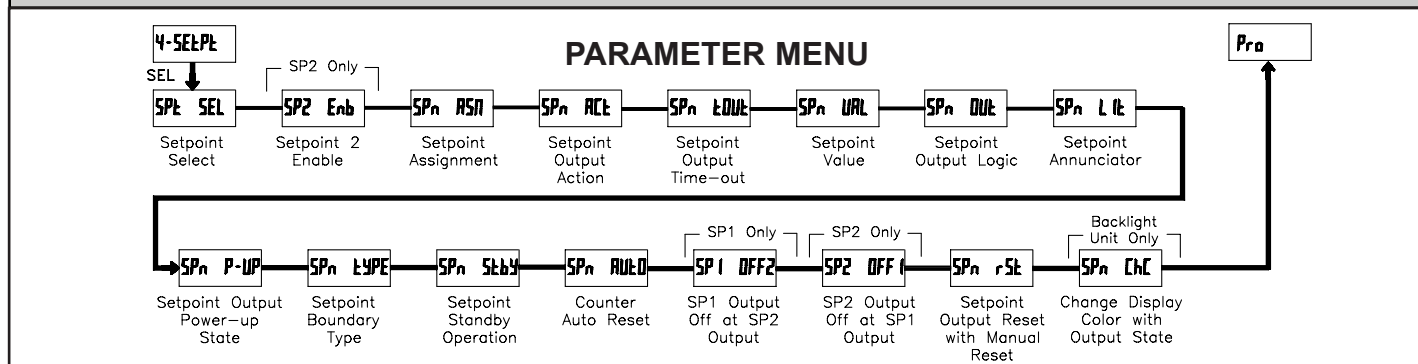 4-SEtPt
PARAMETER MENU
Pro
SEL
SP2 Only
SPt SEL
SP2 Enb
SPn ASN
SPn ACt
SPn tOUt
SPn VAL
SPn OUt
SPn LIt
Setpoint
Select
Setpoint 2
Enable
Setpoint
Assignment
Setpoint
Output
Action
Setpoint
Output
Time-out
Setpoint
Value
Setpoint
Output Logic
Setpoint
Annunciator
SP1 Only
SP2 Only
Backlight
Unit Only
SPn P-UP
SPn tYPE
SPn StbY
SPn AUtO
SP1 OFF2
SP2 OFF1
SPn rSt
SPn ChC
Setpoint Output
Power-up
State
Setpoint
Boundary
Type
Setpoint
Standby
Operation
Counter
Auto Reset
SP1 Output
Off at SP2
Output
SP2 Output
Off at SP1
Output
Setpoint
Output Reset
with Manual
Reset
Change Display
Color with
Output State